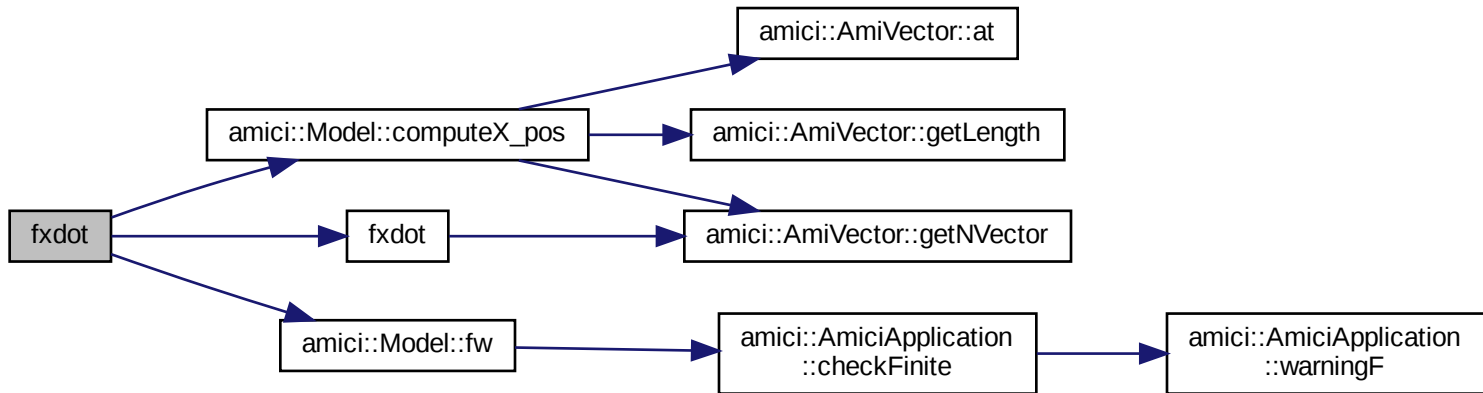 amici::AmiVector::at
amici::Model::computeX_pos
amici::AmiVector::getLength
fxdot
fxdot
amici::AmiVector::getNVector
amici::Model::fw
amici::AmiciApplication
::checkFinite
amici::AmiciApplication
::warningF